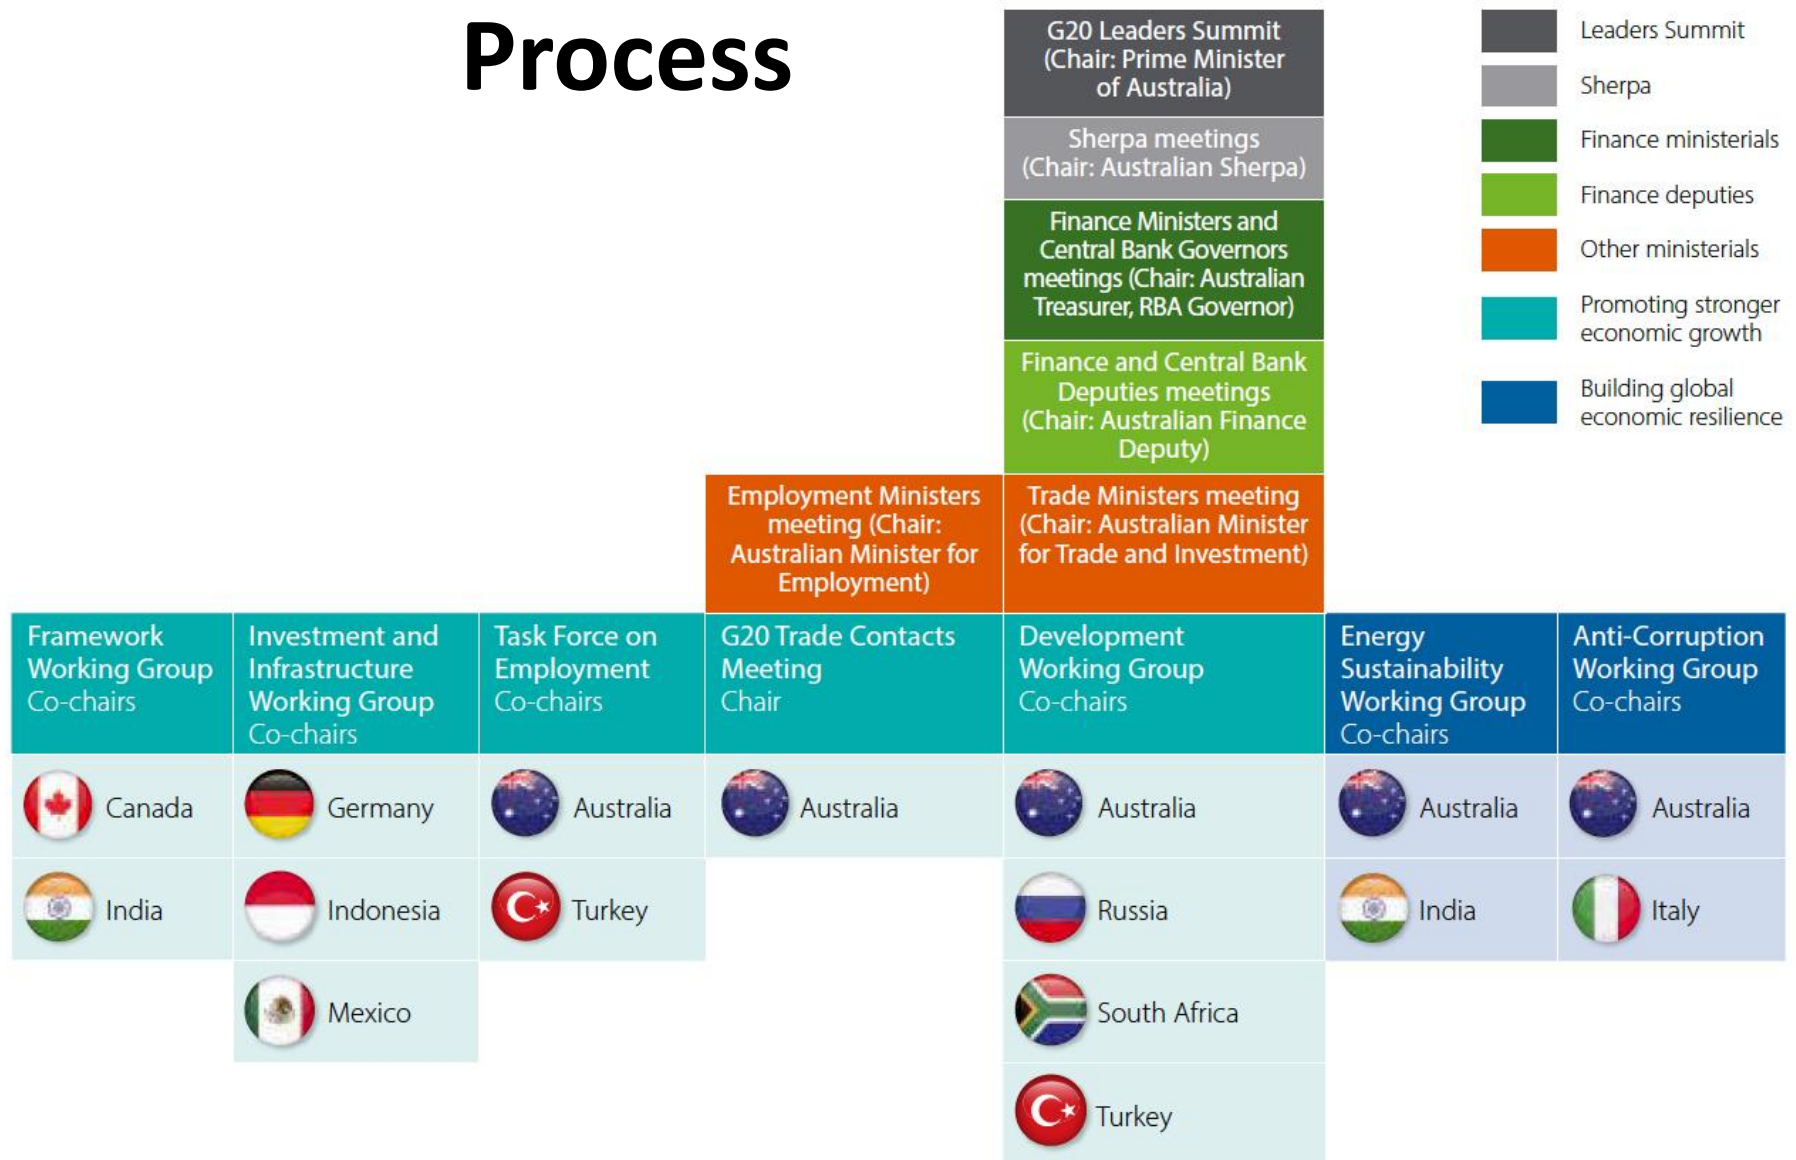 Process
G20 Leaders Summit
(Chair: Prime Minister
of Australia)
Sherpa meetings
(Chair: Australian Sherpa)
Finance Ministers and
Central Bank Governors
meetings (Chair: Australian
Treasurer, RBA Governor)
Finance and Central Bank
Deputies meetings
(Chair: Australian Finance
Deputy)
Employment Ministers
meeting (Chair:
Australian Minister for
Employment)
Trade Ministers meeting
(Chair: Australian Minister
for Trade and Investment)
Leaders Summit
Sherpa
Finance ministerials
Finance deputies
Other ministerials
Promoting stronger
economic growth
Building global
economic resilience
Framework
Working Group
Co-chairs
Canada
India
Investment and
Infrastructure
Working Group
Co-chairs
Germany
Indonesia
Mexico
Task Force on
Employment
Co-chairs
Australia
Turkey
G20 Trade Contacts
Meeting
Chair
Australia
Development
Working Group
Co-chairs
Australia
Russia
South Africa
Turkey
Energy
Sustainability
Working Group
Co-chairs
Australia
India
Anti-Corruption
Working Group
Co-chairs
Australia
Italy